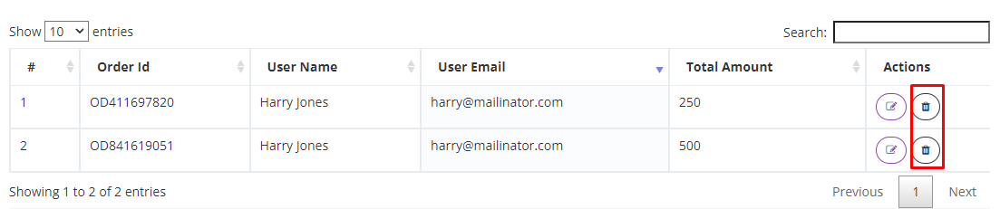 Show 10 entries Search:
# Order Id User Name User Email Total Amount Actions
1 OD411697820 Harry Jones harry@mailinator.com 250
2 OD841619051 Harry Jones harry@mailinator.com 500
Showing 1 to 2 of 2 entries Previous 1 Next